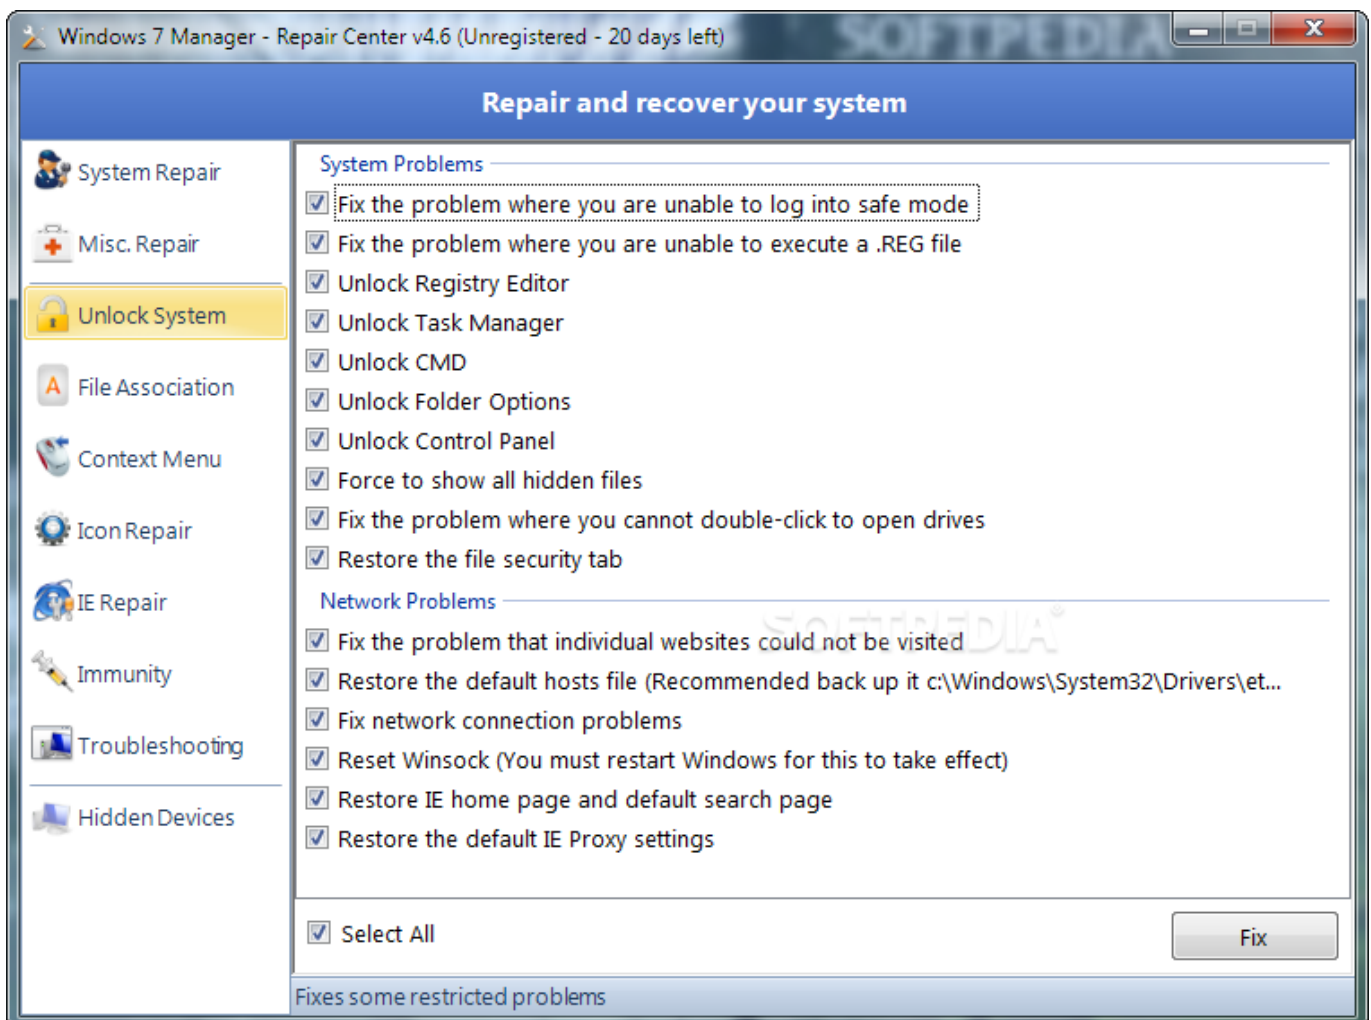 Windows 7 Manager - Repair Center v4.6 (Unregistered - 20 days left)
SOFTPEDIA
Repair and recover your system
System Repair
Misc. Repair
Unlock System
File Association
Context Menu
Icon Repair
IE Repair
Immunity
Troubleshooting
Hidden Devices
System Problems
Fix the problem where you are unable to log into safe mode
Fix the problem where you are unable to execute a .REG file
Unlock Registry Editor
Unlock Task Manager
Unlock CMD
Unlock Folder Options
Unlock Control Panel
Force to show all hidden files
Fix the problem where you cannot double-click to open drives
Restore the file security tab
Network Problems
SOFTPEDIA®
Fix the problem that individual websites could not be visited
Restore the default hosts file (Recommended back up it c:\Windows\System32\Drivers\et...
Fix network connection problems
Reset Winsock (You must restart Windows for this to take effect)
Restore IE home page and default search page
Restore the default IE Proxy settings
Select All
Fix
Fixes some restricted problems